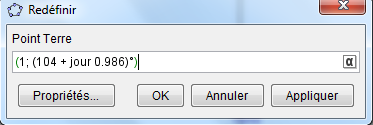 Redéfinir
Point Terre
(1; (104 + jour 0.986)°)
α
Propriétés...
OK
Annuler
Appliquer